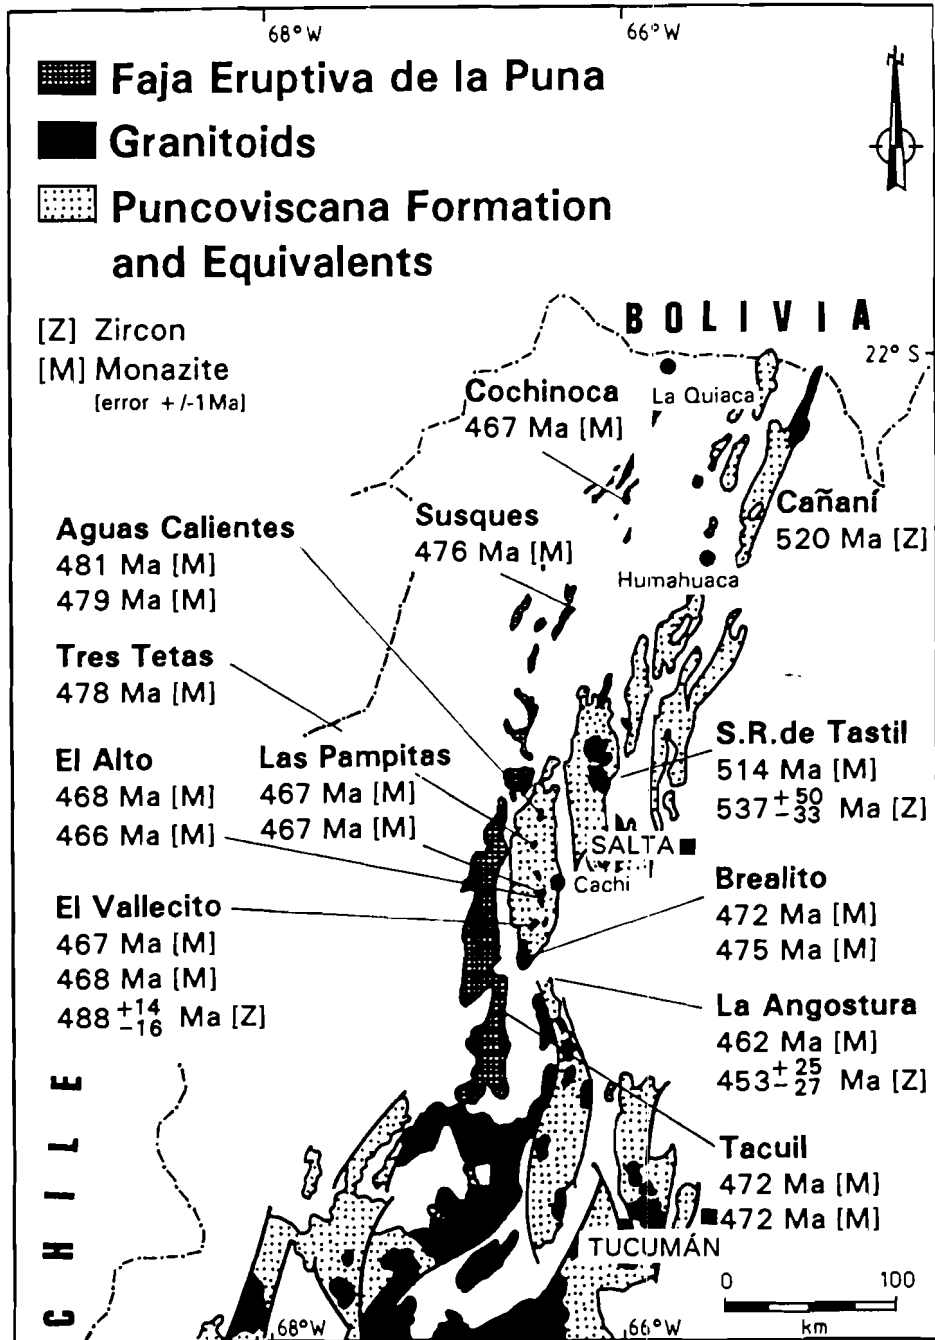 68°W
66°W
N
Faja Eruptiva de la Puna
Granitoids
Puncoviscana Formation
and Equivalents
[Z] Zircon
[M] Monazite
[error +/-1Ma]
BOLIVIA
22° S
La Quiaca
Cochinoca
467 Ma [M]
Cañaní
520 Ma [Z]
Susques
476 Ma [M]
Humahuaca
Aguas Calientes
481 Ma [M]
479 Ma [M]
Tres Tetas
478 Ma [M]
S.R.de Tastil
514 Ma [M]
537 +50 -33 Ma [Z]
El Alto
468 Ma [M]
466 Ma [M]
Las Pampitas
467 Ma [M]
467 Ma [M]
SALTA
Cachi
Brealito
472 Ma [M]
475 Ma [M]
El Vallecito
467 Ma [M]
468 Ma [M]
488 +14 -16 Ma [Z]
La Angostura
462 Ma [M]
453 +25 -27 Ma [Z]
CHILE
Tacuil
472 Ma [M]
472 Ma [M]
TUCUMÁN
0 100
km
68°W
66°W